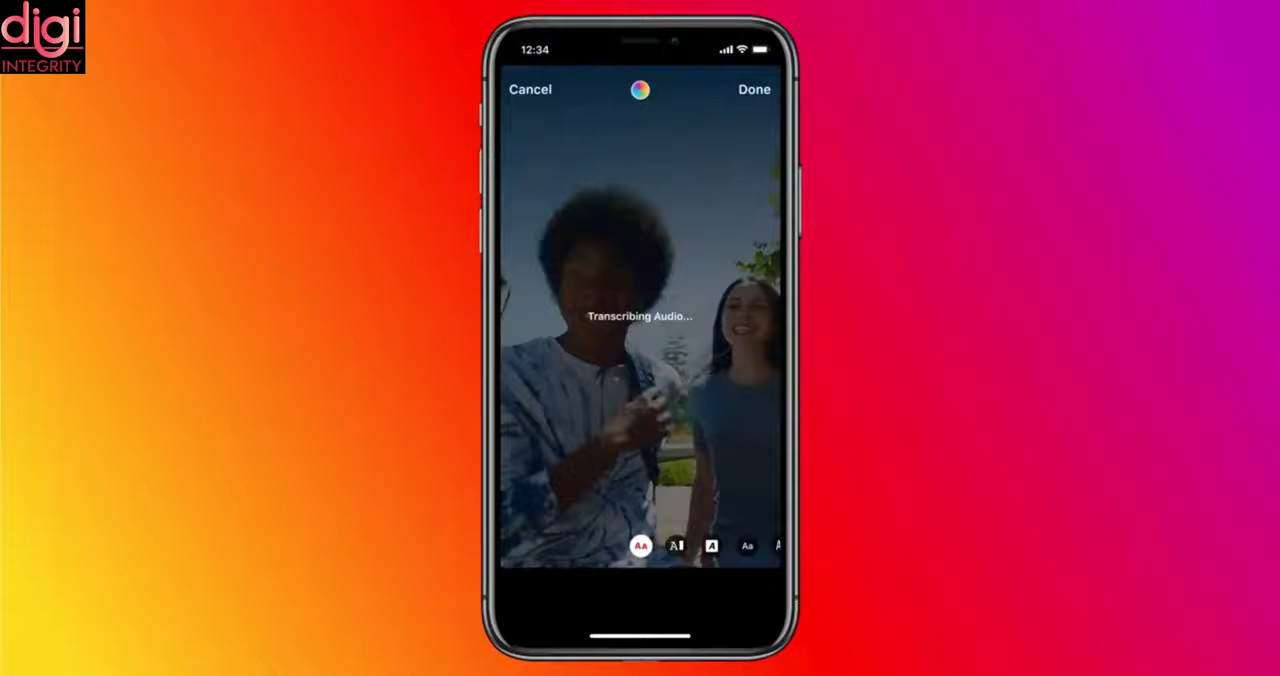 digi
INTEGRITY
12:34
Cancel
Done
Transcribing Audio...
AA
A
A
Aa
A